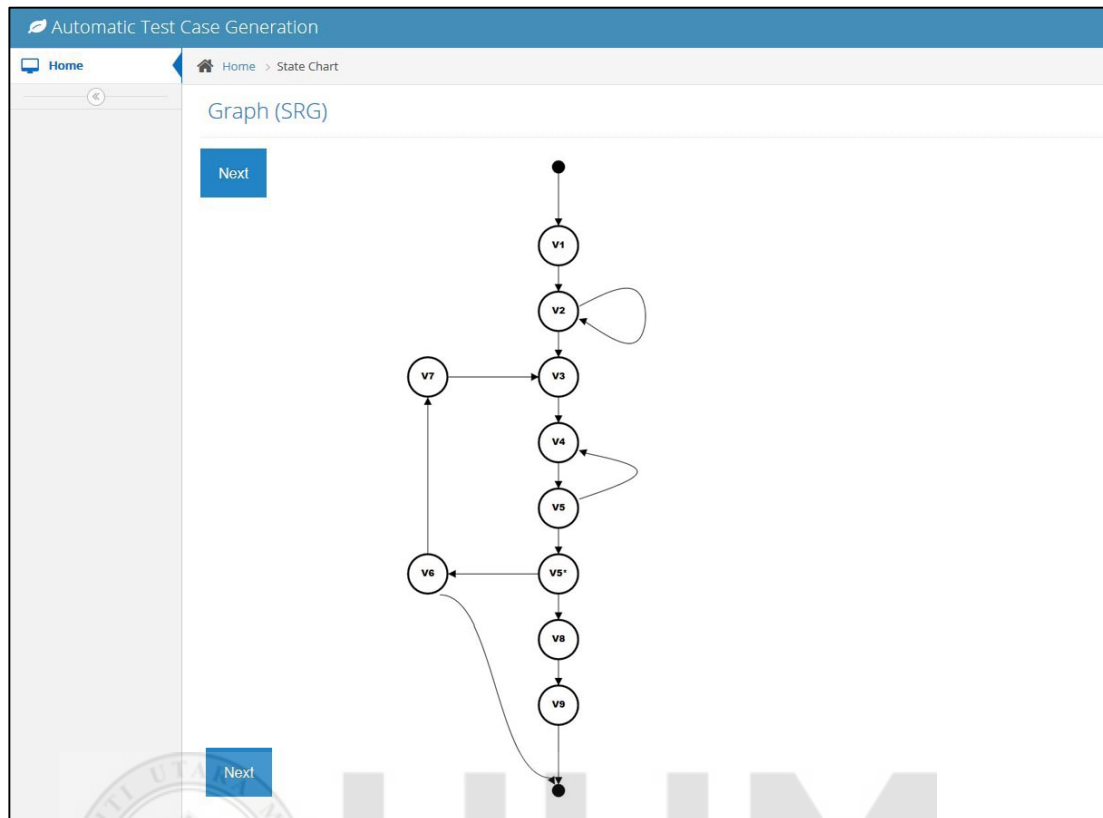 Automatic Test Case Generation
Home
Home > State Chart
Graph (SRG)
Next
V1
V2
V7
V3
V4
V5
V6
V5*
V8
V9
Next
UTARA